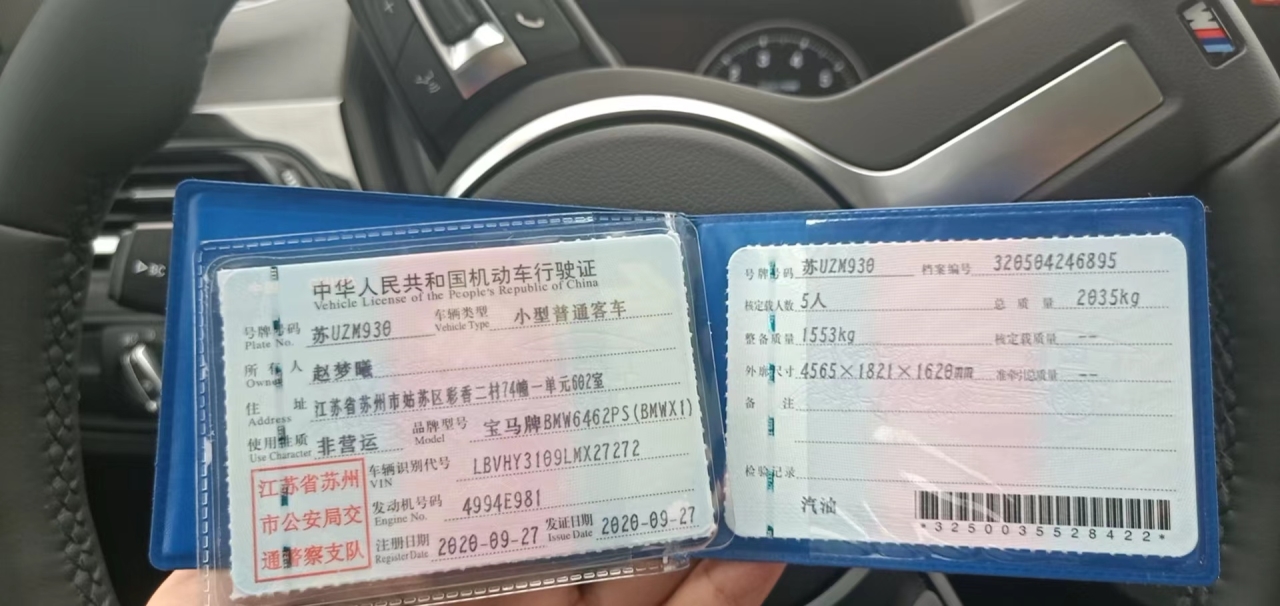 中华人民共和国机动车行驶证
Vehicle License of the People's Republic of China
号牌号码 Plate No. 苏UZM930 车辆类型 Vehicle Type 小型普通客车
所有人 Owner 赵梦曦
住址 Address 江苏省苏州市姑苏区彩香二村74幢一单元602室
使用性质 Use Character 非营运 品牌型号 Model 宝马牌BMW6462PS(BMWX1)
江苏省苏州
市公安局交
通警察支队
车辆识别代号 VIN LBVHY3109LMX27272
发动机号码 Engine No. 4994E981
注册日期 Register Date 2020-09-27 发证日期 Issue Date 2020-09-27
号牌号码 苏UZM930 档案编号 320504246895
核定载人数 5人 总质量 2035kg
整备质量 1553kg 核定载质量 --
外廓尺寸 4565×1821×1620 准牵引总质量 --
备注
检验记录
汽油
*3250035528422*
M
2 3 4 5